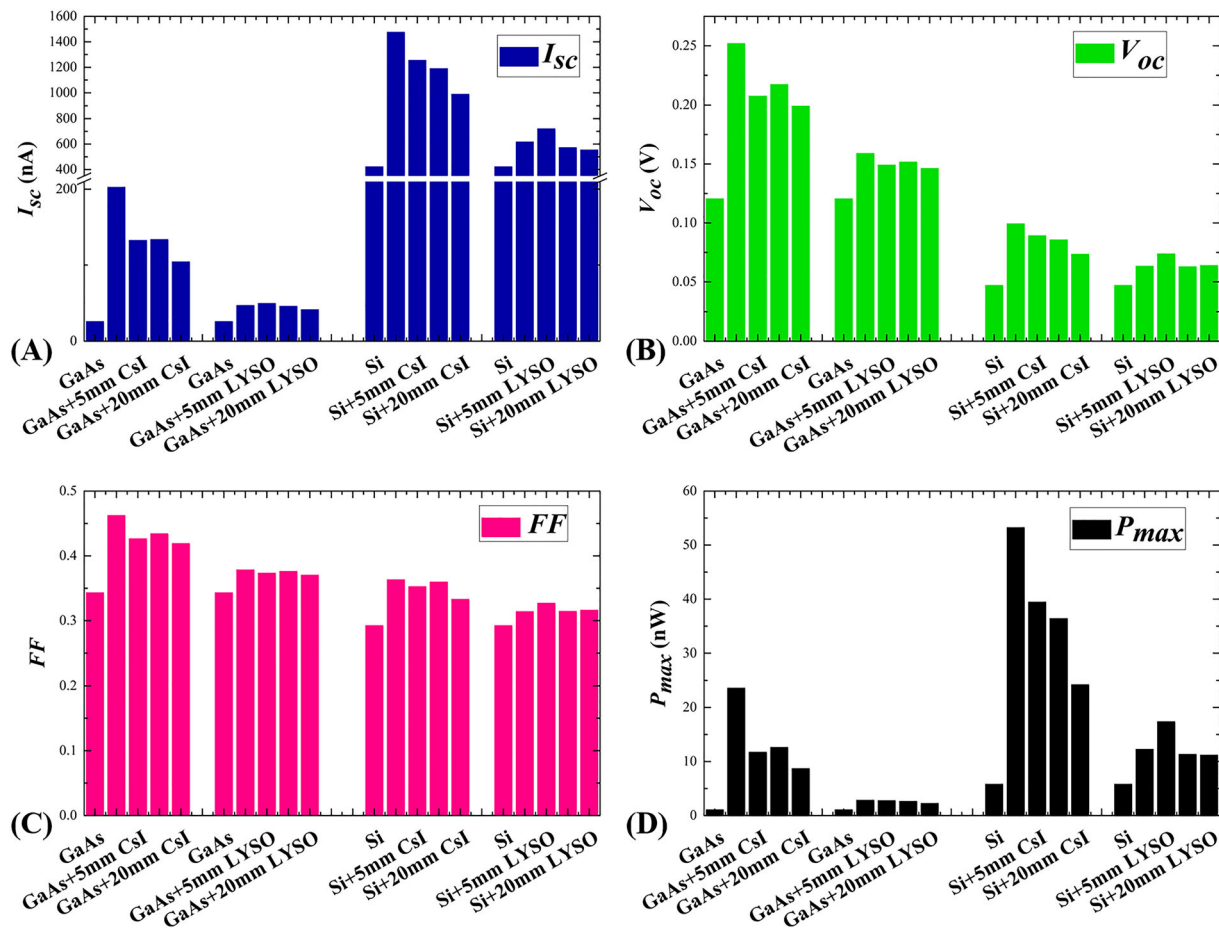 1600
1400
1200
1000
800
600
400
200
0
I_sc (nA)
I_sc
(A)
GaAs
GaAs+5mm CsI
GaAs+20mm CsI
GaAs
GaAs+5mm LYSO
GaAs+20mm LYSO
Si
Si+5mm CsI
Si+20mm CsI
Si
Si+5mm LYSO
Si+20mm LYSO
0.25
0.20
0.15
0.10
0.05
0.00
V_oc (V)
V_oc
(B)
GaAs
GaAs+5mm CsI
GaAs+20mm CsI
GaAs
GaAs+5mm LYSO
GaAs+20mm LYSO
Si
Si+5mm CsI
Si+20mm CsI
Si
Si+5mm LYSO
Si+20mm LYSO
0.5
0.4
0.3
0.2
0.1
0.0
FF
FF
(C)
GaAs
GaAs+5mm CsI
GaAs+20mm CsI
GaAs
GaAs+5mm LYSO
GaAs+20mm LYSO
Si
Si+5mm CsI
Si+20mm CsI
Si
Si+5mm LYSO
Si+20mm LYSO
60
50
40
30
20
10
0
P_max (nW)
P_max
(D)
GaAs
GaAs+5mm CsI
GaAs+20mm CsI
GaAs
GaAs+5mm LYSO
GaAs+20mm LYSO
Si
Si+5mm CsI
Si+20mm CsI
Si
Si+5mm LYSO
Si+20mm LYSO